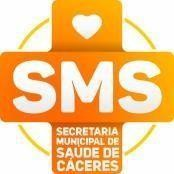 SMS
SECRETARIA
MUNICIPAL DE
SAÚDE DE
CÁCERES